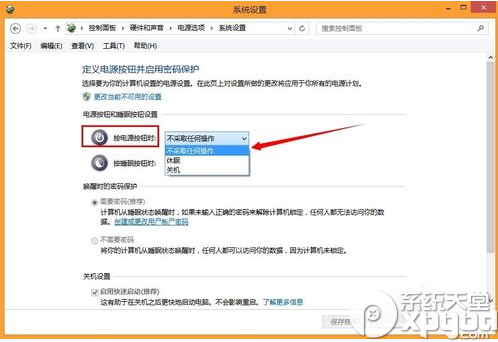 系统设置
控制面板 › 硬件和声音 › 电源选项 › 系统设置
搜索控制面板
文件(F) 编辑(E) 查看(V) 工具(T) 帮助(H)
定义电源按钮并启用密码保护
选择要为你的计算机设置的电源设置。在此页上对设置所做的更改将应用于你所有的电源计划。
更改当前不可用的设置
电源按钮和睡眠按钮设置
按电源按钮时: 不采取任何操作
不采取任何操作
休眠
关机
按睡眠按钮时:
唤醒时的密码保护
需要密码(推荐)
计算机从睡眠状态唤醒时，如果未输入正确的密码来解除计算机锁定，任何人都无法访问你的数据。
创建或更改用户帐户密码
不需要密码
将你的计算机从睡眠状态唤醒时，任何人都可以访问你的数据，因为计算机未锁定。
关机设置
启用快速启动(推荐)
这有助于在关机之后更快地启动电脑。不会影响重启。了解更多信息
保存修
系统天堂